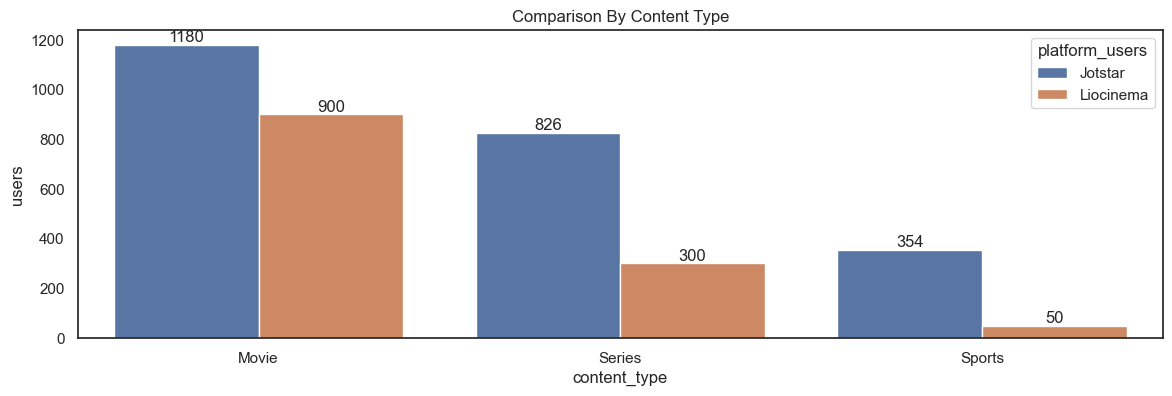 Comparison By Content Type
1200
1000
800
600
400
200
0
users
1180
900
826
300
354
50
platform_users
Jotstar
Liocinema
Movie
Series
Sports
content_type